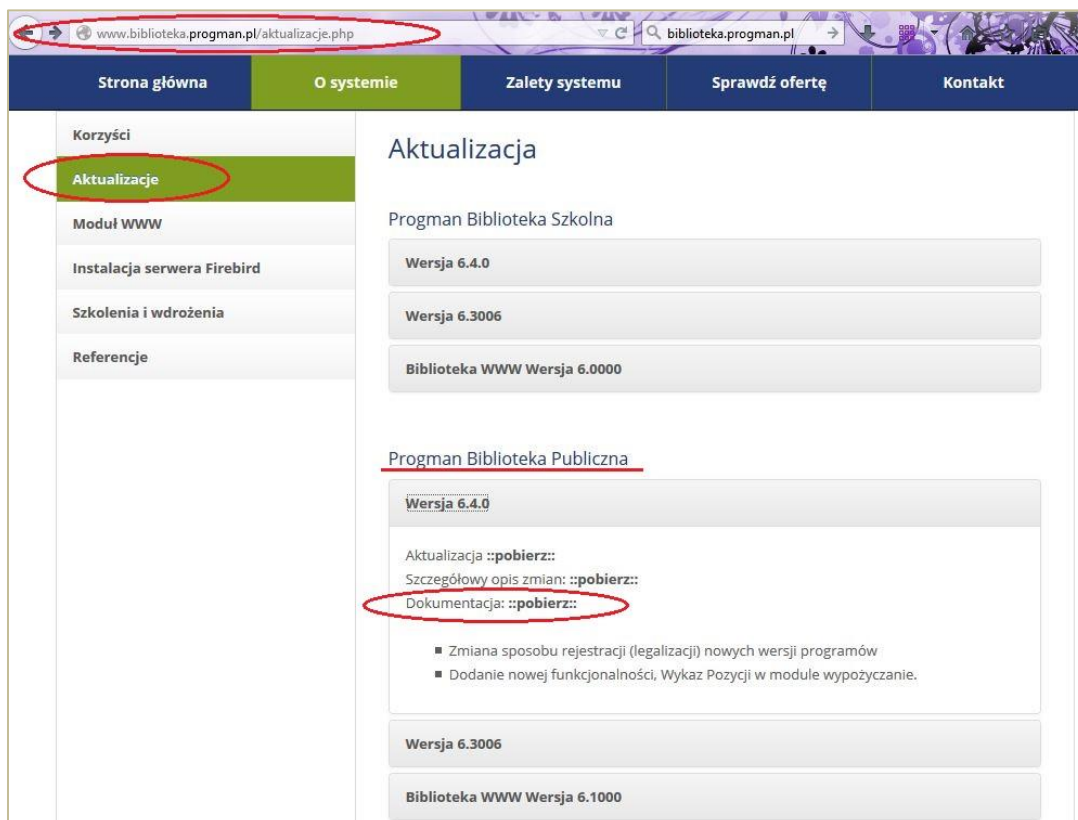 www.biblioteka.progman.pl/aktualizacje.php
biblioteka.progman.pl
Strona główna
O systemie
Zalety systemu
Sprawdź ofertę
Kontakt
Korzyści
Aktualizacje
Moduł WWW
Instalacja serwera Firebird
Szkolenia i wdrożenia
Referencje
Aktualizacja
Progman Biblioteka Szkolna
Wersja 6.4.0
Wersja 6.3006
Biblioteka WWW Wersja 6.0000
Progman Biblioteka Publiczna
Wersja 6.4.0
Aktualizacja ::pobierz::
Szczegółowy opis zmian: ::pobierz::
Dokumentacja: ::pobierz::
Zmiana sposobu rejestracji (legalizacji) nowych wersji programów
Dodanie nowej funkcjonalności, Wykaz Pozycji w module wypożyczanie.
Wersja 6.3006
Biblioteka WWW Wersja 6.1000